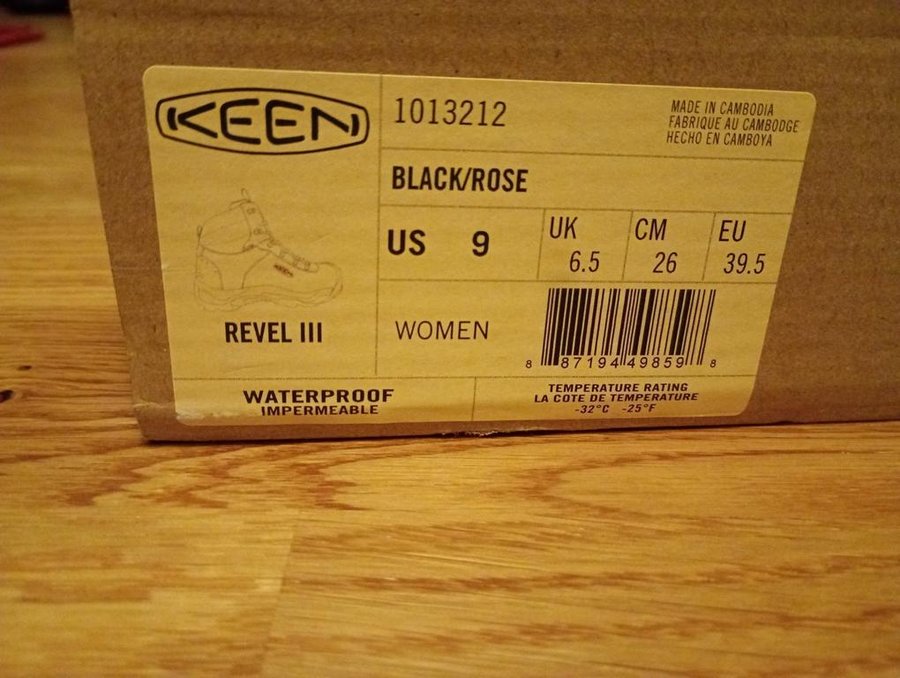 KEEN
1013212
MADE IN CAMBODIA
FABRIQUE AU CAMBODGE
HECHO EN CAMBOYA
BLACK/ROSE
US 9
UK 6.5
CM 26
EU 39.5
REVEL III
WOMEN
8 87194 49859 8
WATERPROOF
IMPERMEABLE
TEMPERATURE RATING
LA COTE DE TEMPERATURE
-32°C -25°F